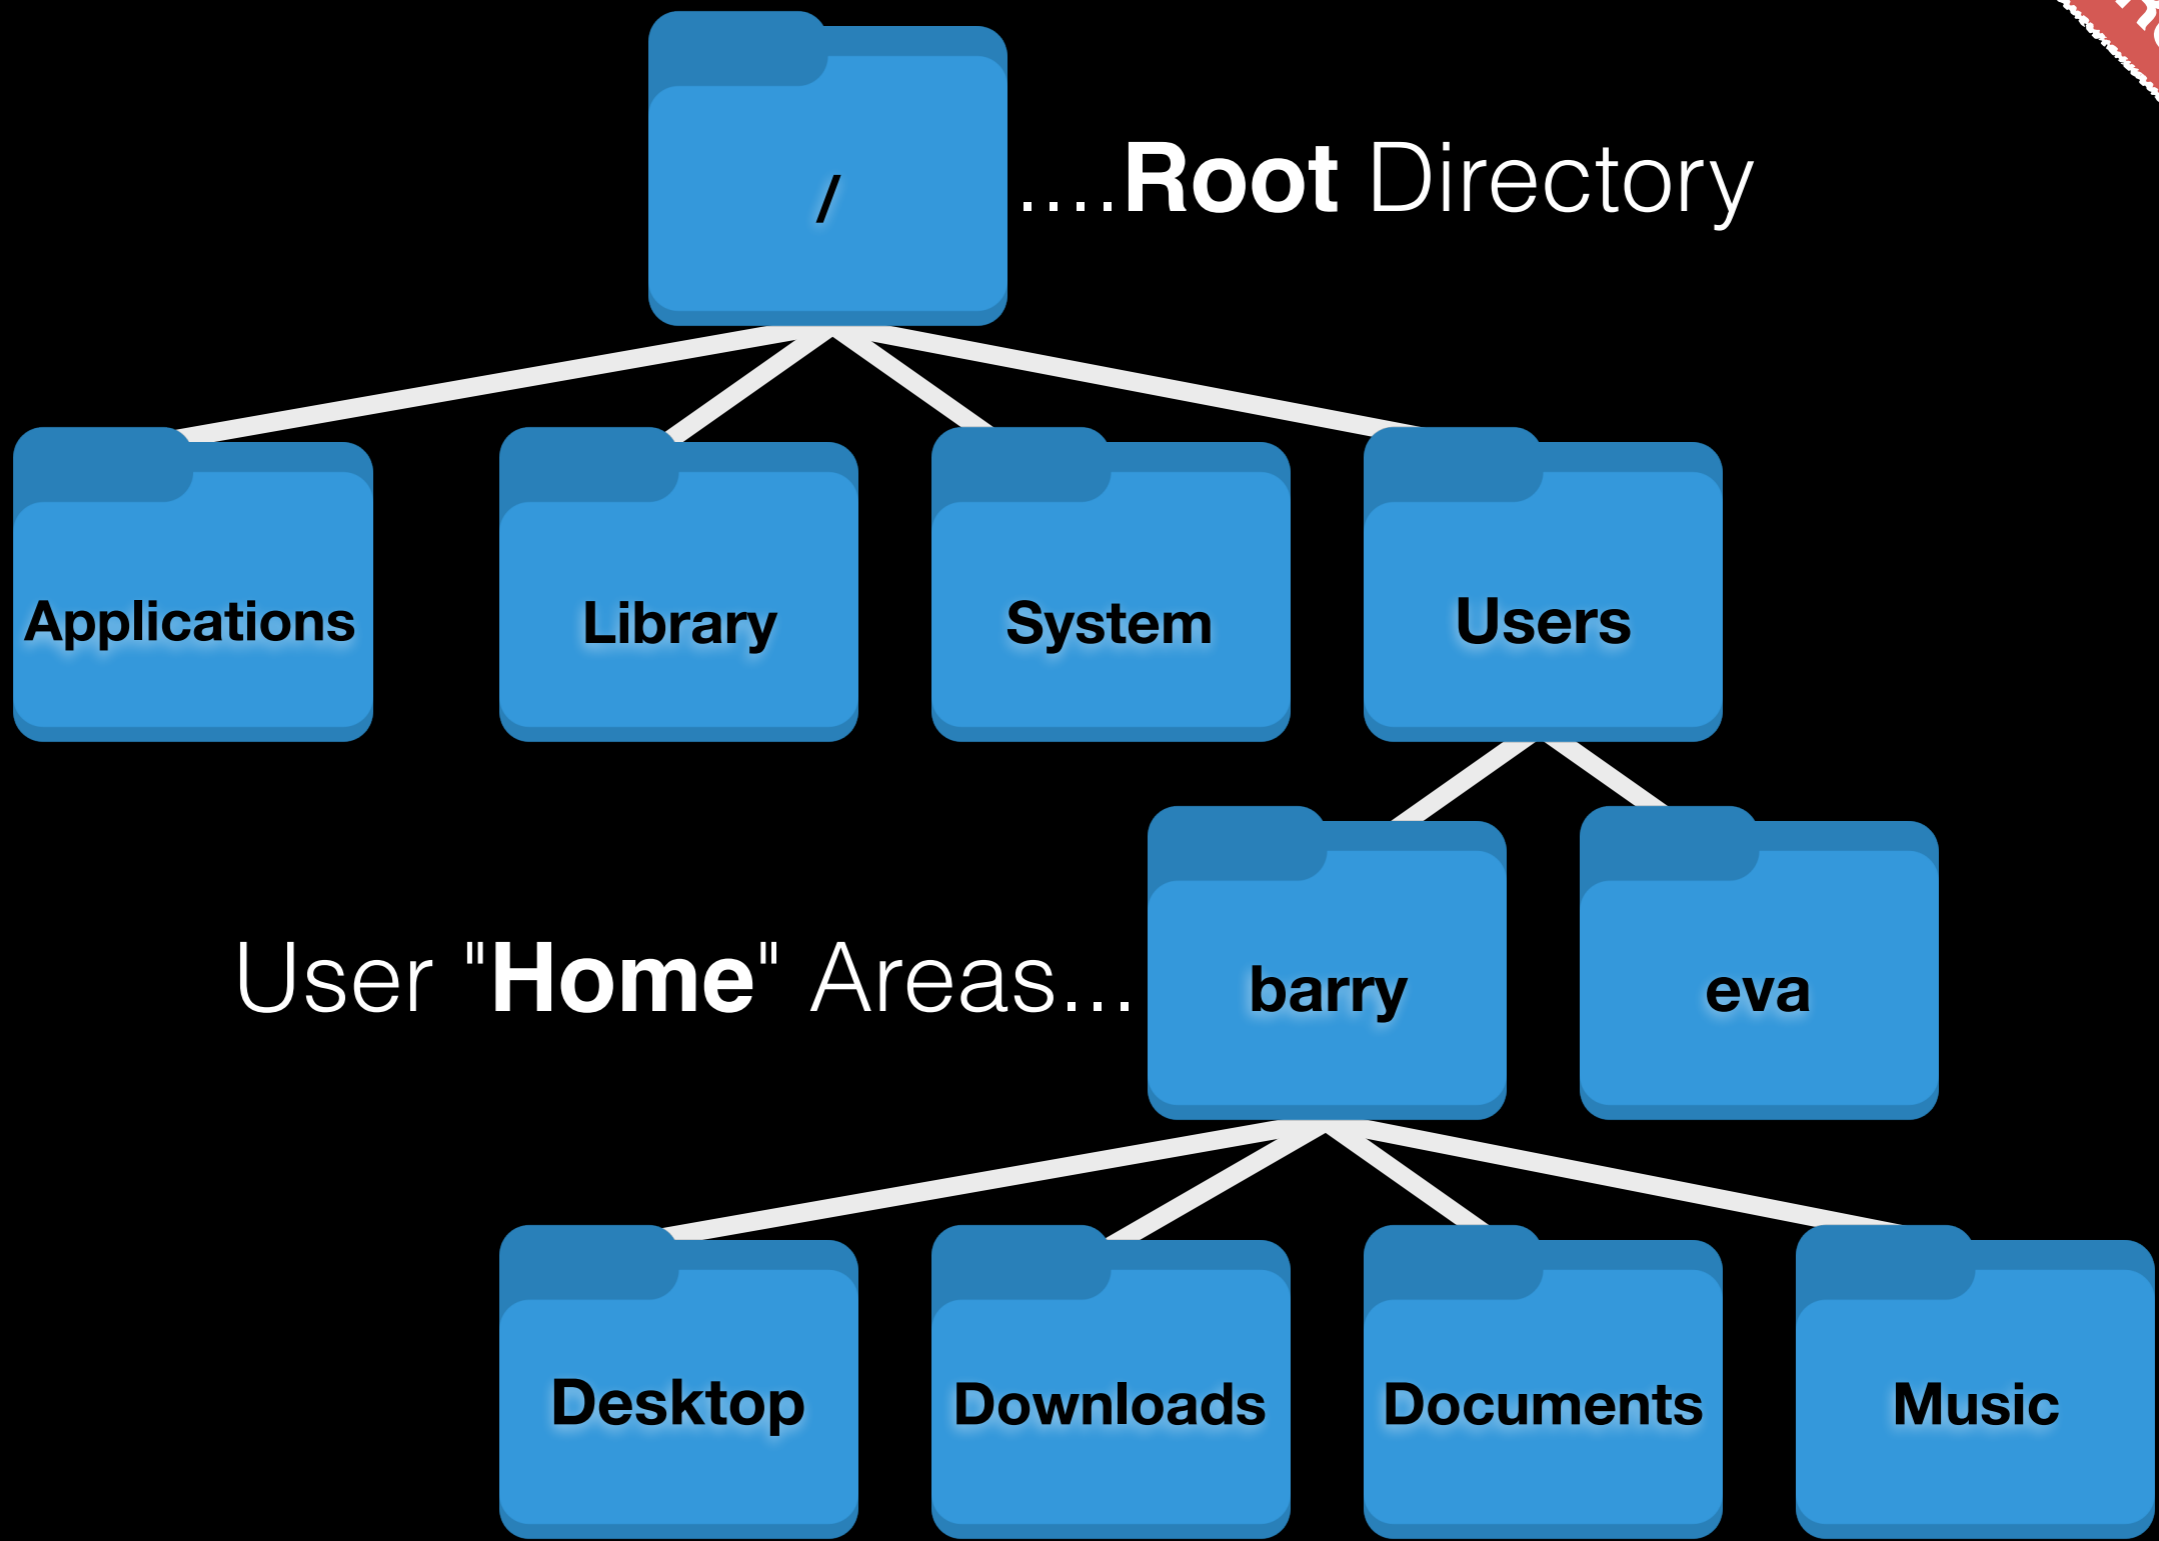 /
....Root Directory
Applications
Library
System
Users
User "Home" Areas...
barry
eva
Desktop
Downloads
Documents
Music